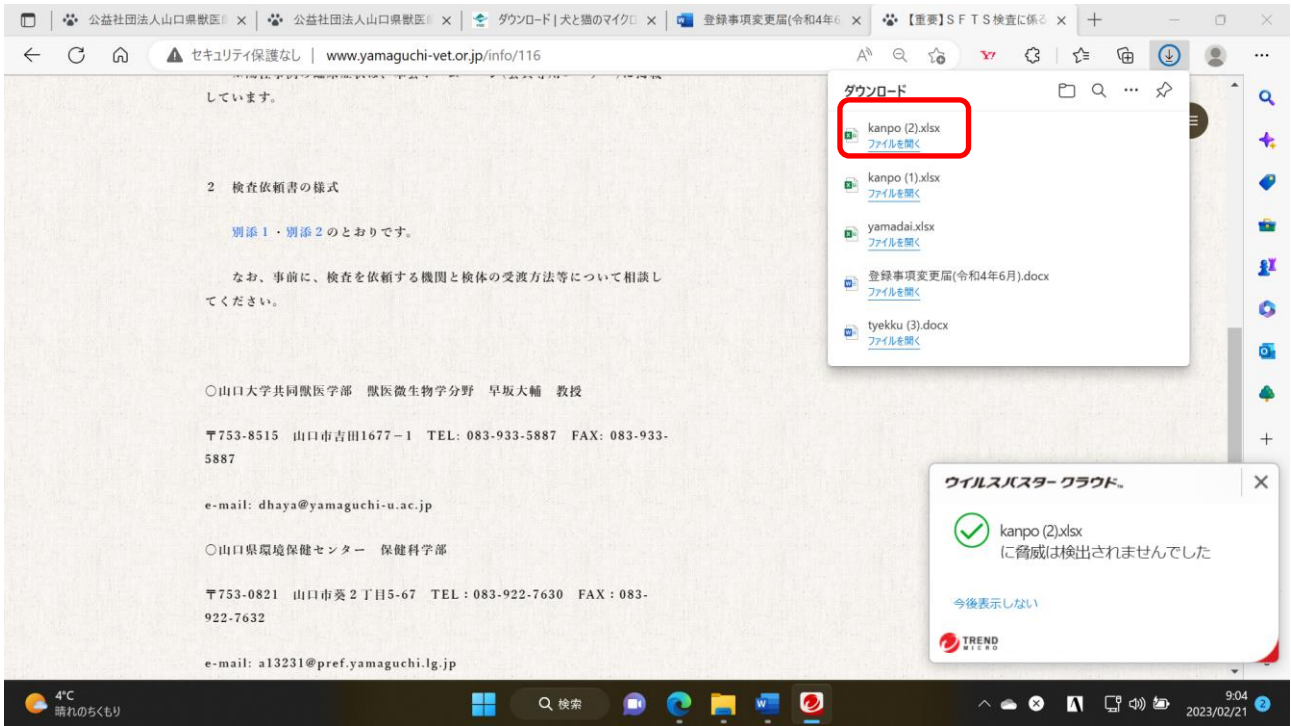 公益社団法人山口県獣医師
公益社団法人山口県獣医師
ダウンロード | 犬と猫のマイクロ
登録事項変更届(令和4年6
【重要】SFTS検査に係る
セキュリティ保護なし | www.yamaguchi-vet.or.jp/info/116
しています。
2 検査依頼書の様式
別添1・別添2のとおりです。
なお、事前に、検査を依頼する機関と検体の受渡方法等について相談し
てください。
○山口大学共同獣医学部 獣医微生物学分野 早坂大輔 教授
〒753-8515 山口市吉田1677－1 TEL: 083-933-5887 FAX: 083-933-
5887
e-mail: dhaya@yamaguchi-u.ac.jp
○山口県環境保健センター 保健科学部
〒753-0821 山口市葵2丁目5-67 TEL：083-922-7630 FAX：083-
922-7632
e-mail: a13231@pref.yamaguchi.lg.jp
ダウンロード
kanpo (2).xlsx
ファイルを開く
kanpo (1).xlsx
ファイルを開く
yamadai.xlsx
ファイルを開く
登録事項変更届(令和4年6月).docx
ファイルを開く
tyekku (3).docx
ファイルを開く
ウイルスバスター クラウド™
kanpo (2).xlsx
に脅威は検出されませんでした
今後表示しない
TREND
MICRO
4°C
晴れのちくもり
検索
9:04
2023/02/21
2